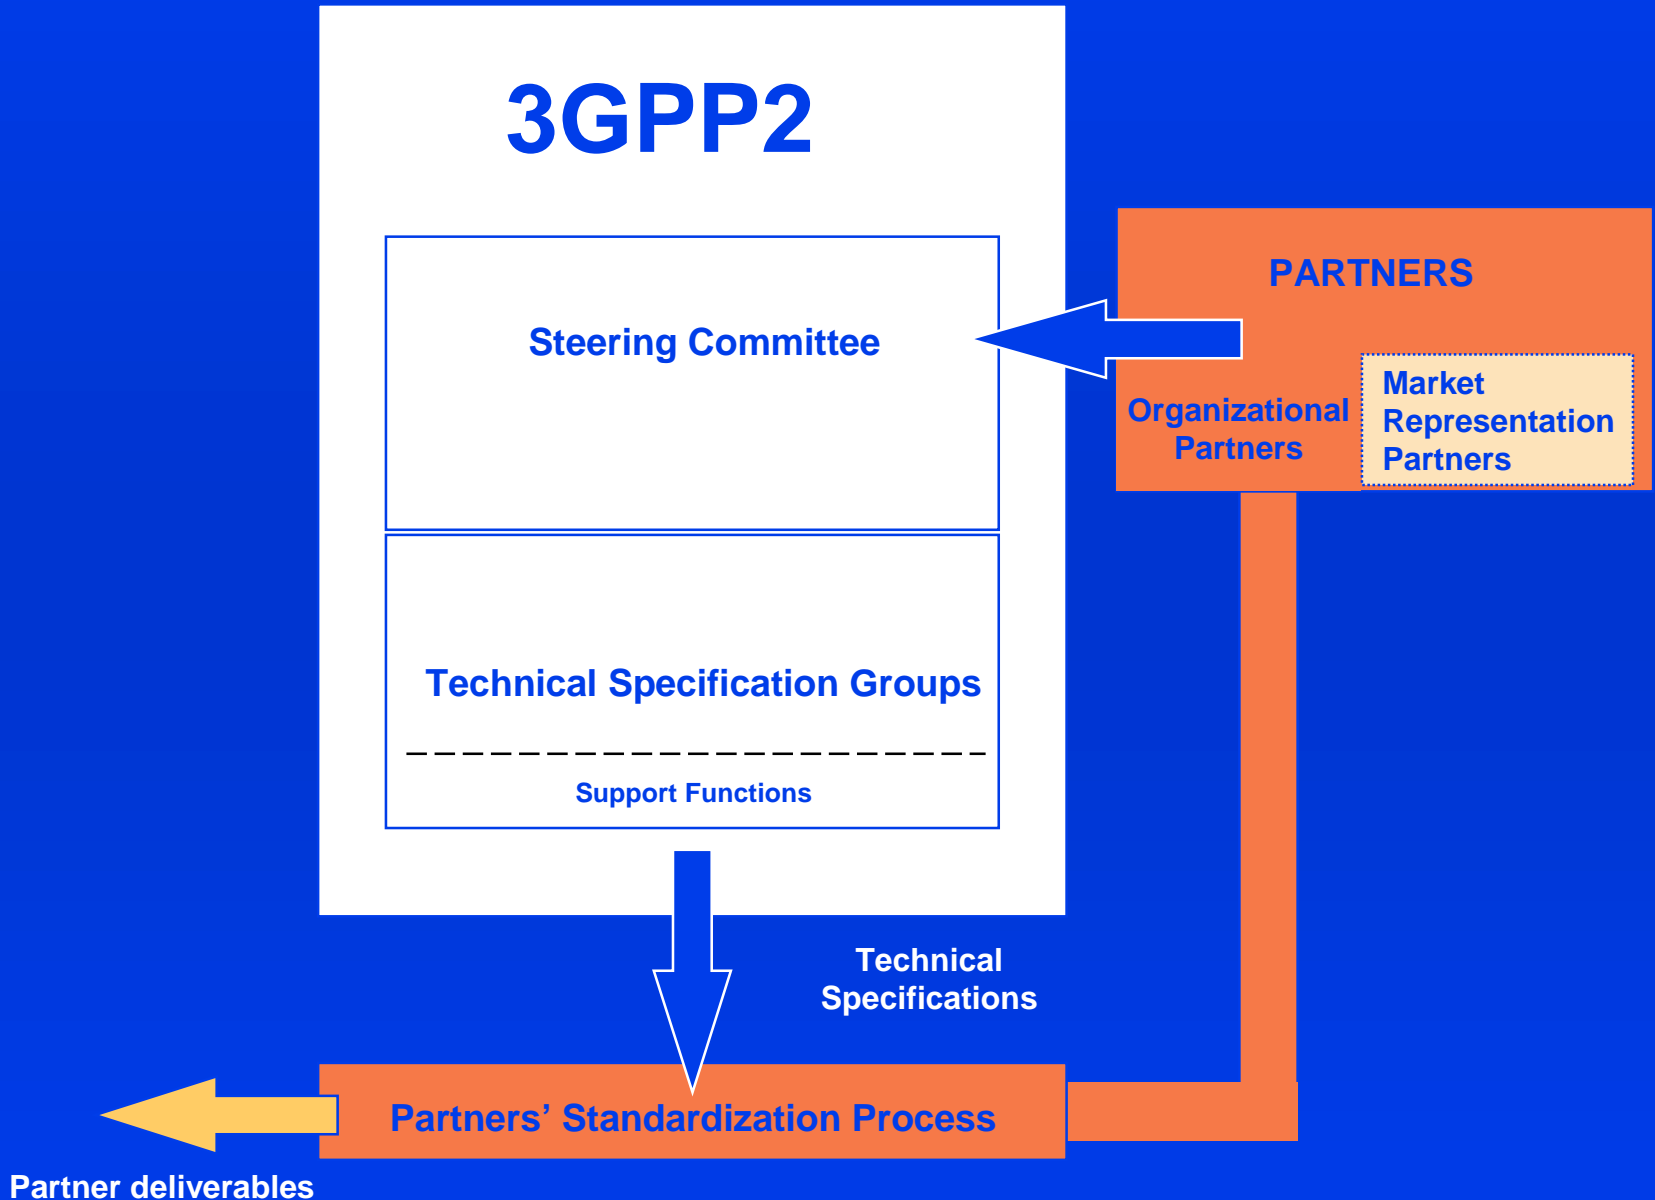 3GPP2
Steering Committee
PARTNERS
Organizational
Partners
Market
Representation
Partners
Technical Specification Groups
Support Functions
Technical
Specifications
Partners’ Standardization Process
Partner deliverables